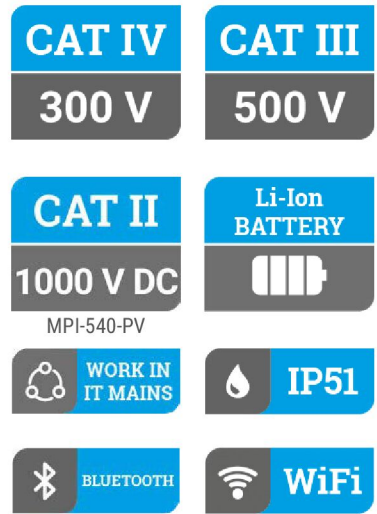 CAT IV
300 V
CAT III
500 V
CAT II
1000 V DC
MPI-540-PV
Li-Ion
BATTERY
WORK IN
IT MAINS
IP51
BLUETOOTH
WiFi